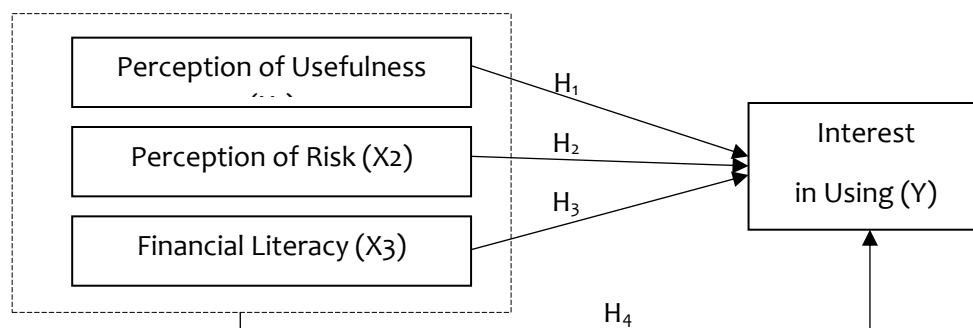 Perception of Usefulness
H₁
Interest
in Using (Y)
H₂
Perception of Risk (X2)
H₃
Financial Literacy (X3)
H₄